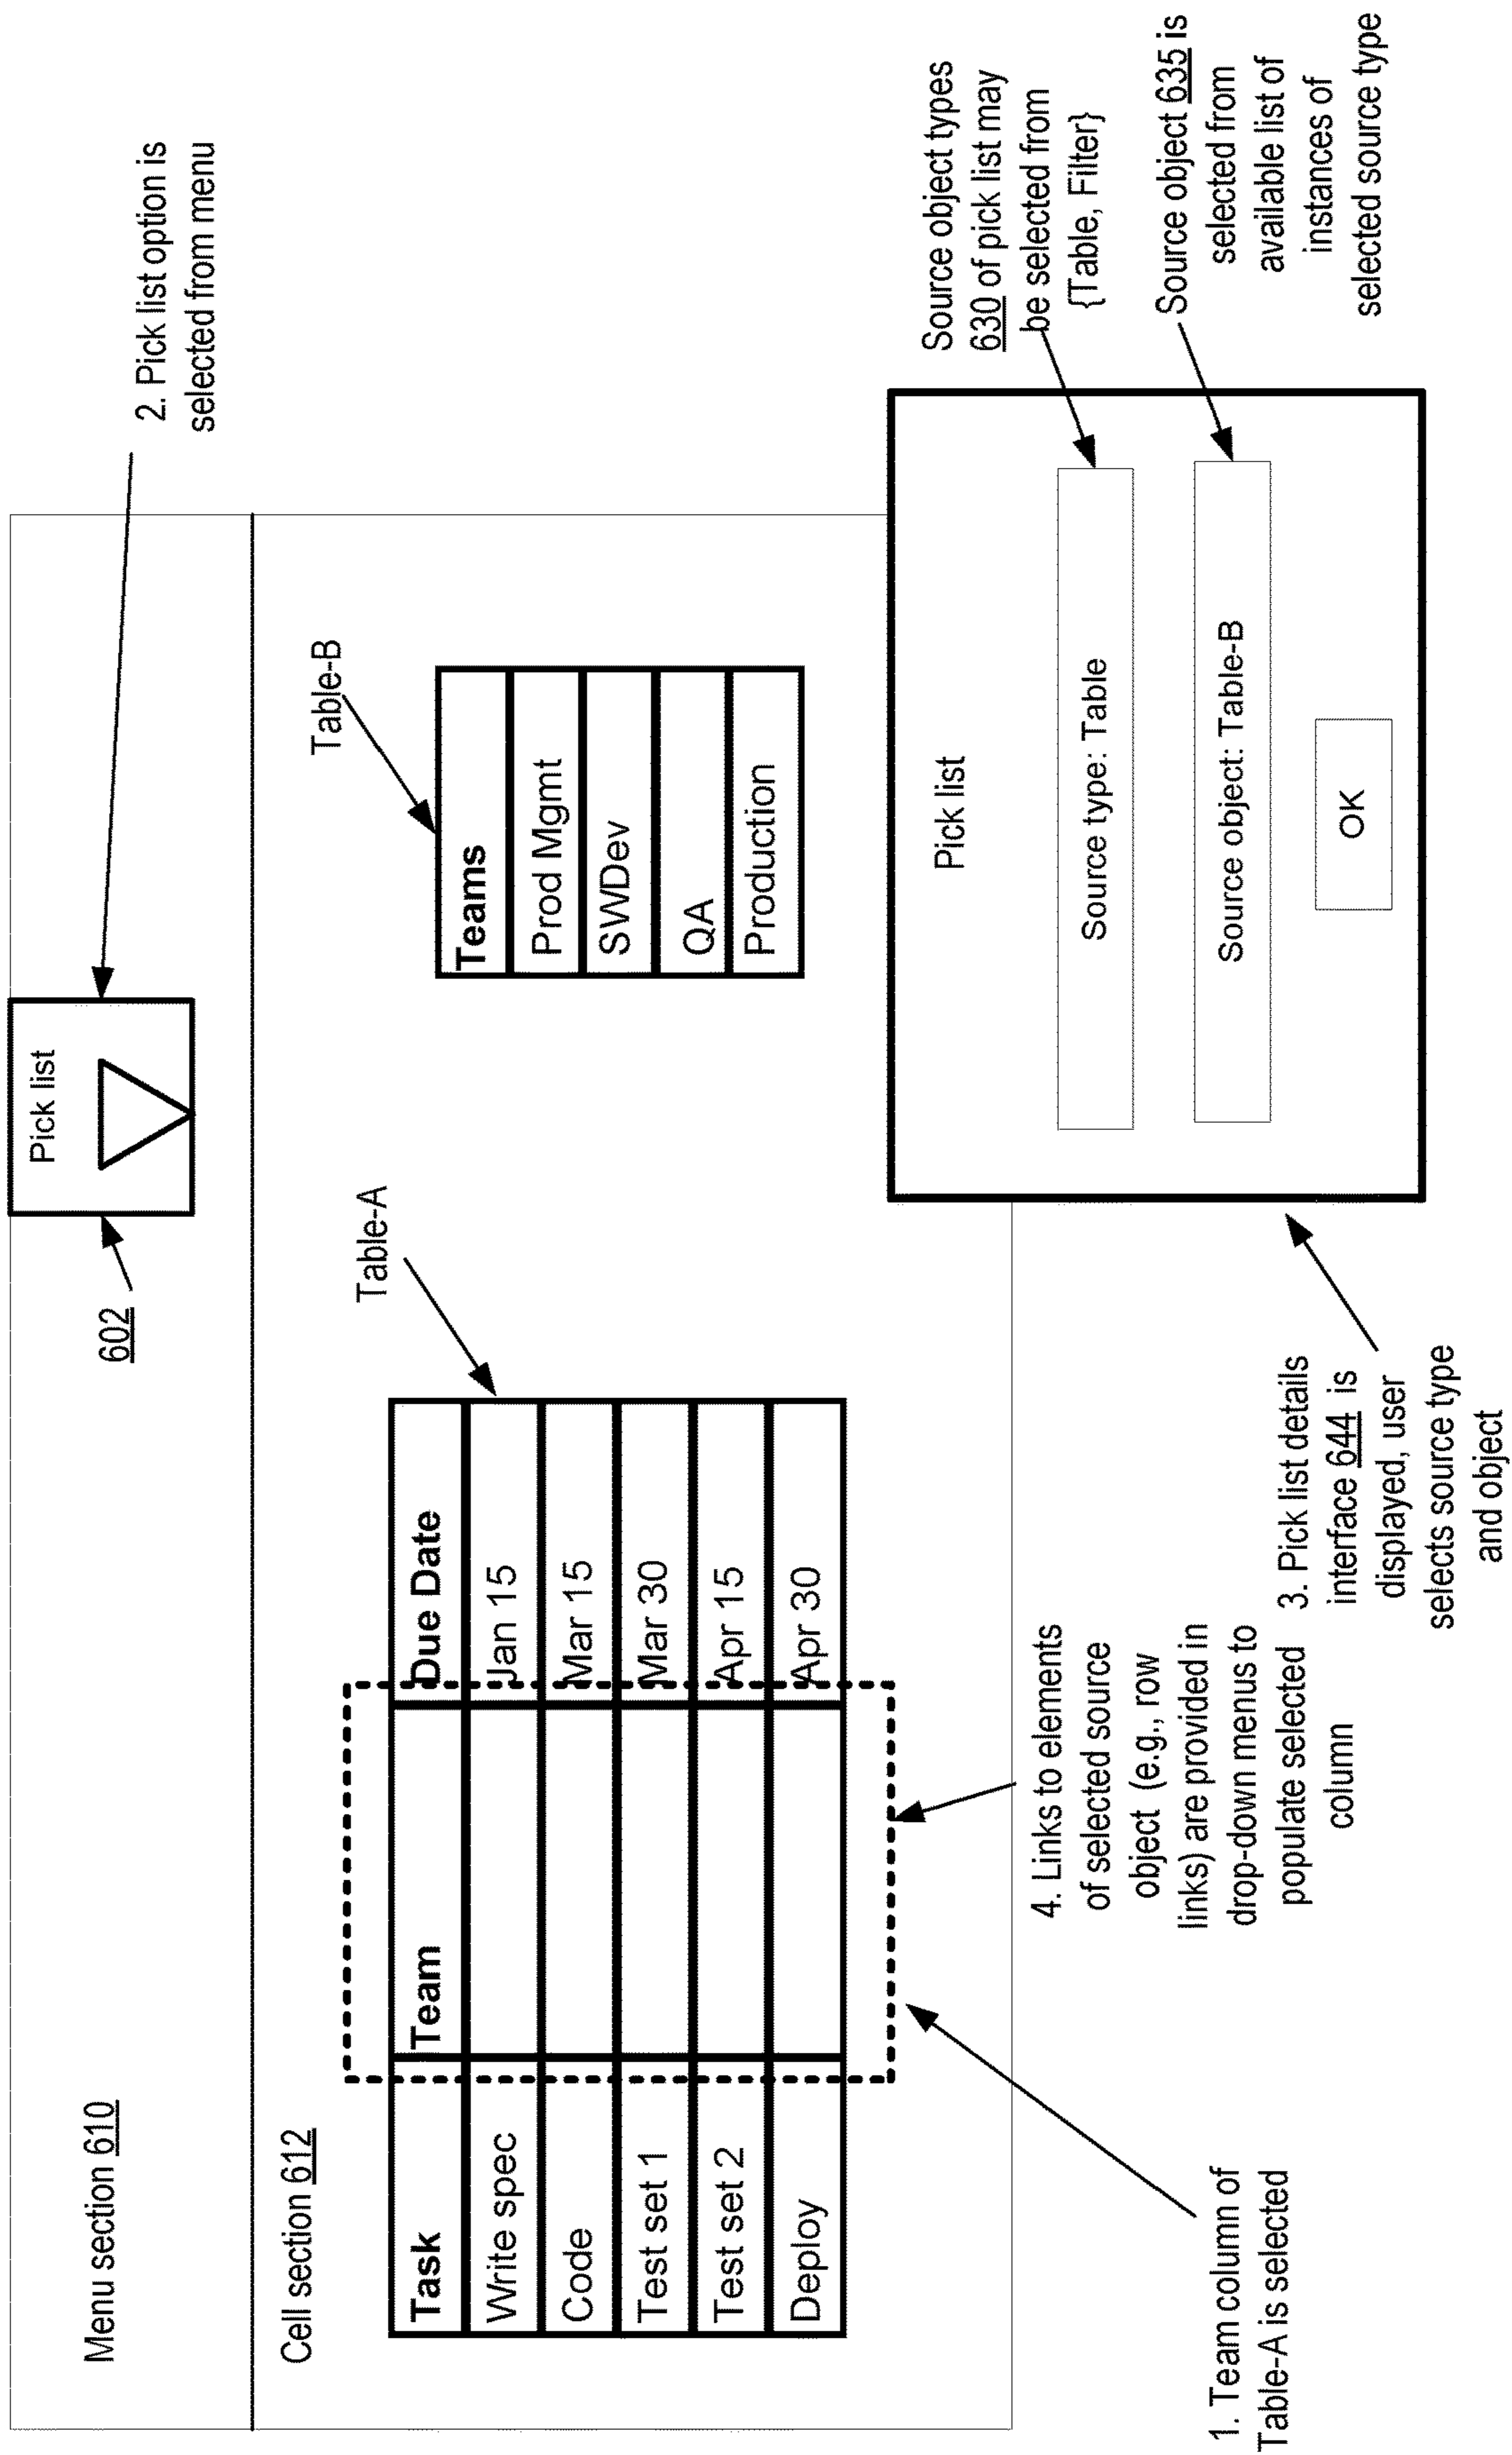 Menu section 610
Pick list
602
2. Pick list option is
selected from menu
Cell section 612
Table-A
Table-B
Task Team Due Date
Write spec Jan 15
Code Mar 15
Test set 1 Mar 30
Test set 2 Apr 15
Deploy Apr 30
Teams
Prod Mgmt
SWDev
QA
Production
Pick list
Source type: Table
Source object: Table-B
OK
Source object types
630 of pick list may
be selected from
{Table, Filter}
Source object 635 is
selected from
available list of
instances of
selected source type
1. Team column of
Table-A is selected
4. Links to elements
of selected source
object (e.g., row
links) are provided in
drop-down menus to
populate selected
column
3. Pick list details
interface 644 is
displayed, user
selects source type
and object